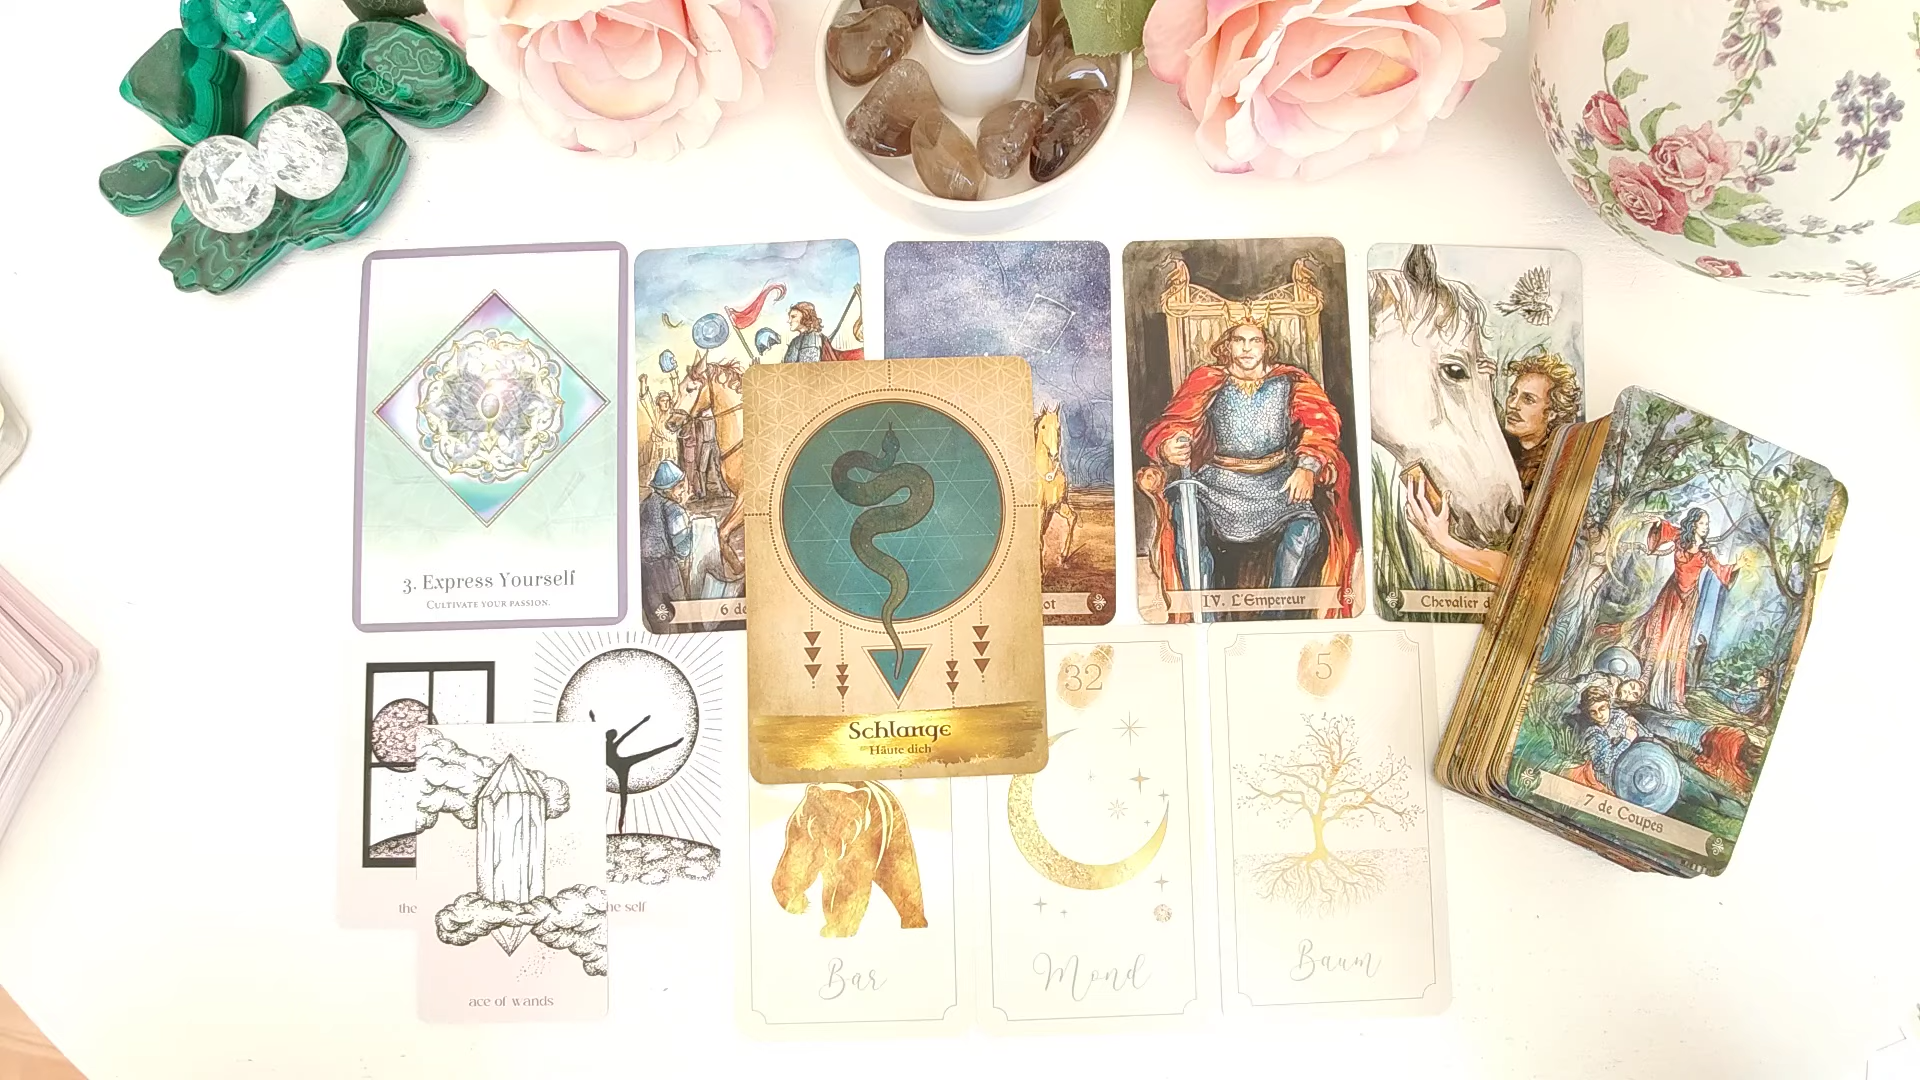 3. Express Yourself
CULTIVATE YOUR PASSION.
6 de
ot
IV. L'Empereur
Chevalier d
7 de Coupes
Schlange
Häute dich
the
he self
ace of wands
Bär
32
Mond
5
Baum